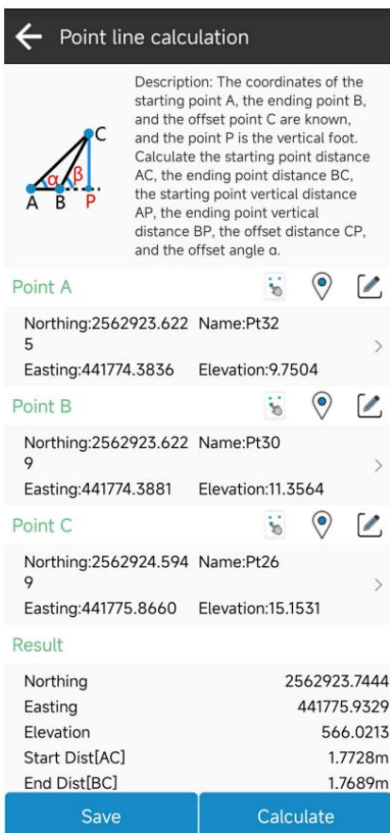 Point line calculation
Description: The coordinates of the
starting point A, the ending point B,
and the offset point C are known,
and the point P is the vertical foot.
Calculate the starting point distance
AC, the ending point distance BC,
the starting point vertical distance
AP, the ending point vertical
distance BP, the offset distance CP,
and the offset angle α.
C
α β
A B P
Point A
Northing:2562923.622 Name:Pt32
5
Easting:441774.3836 Elevation:9.7504
Point B
Northing:2562923.622 Name:Pt30
9
Easting:441774.3881 Elevation:11.3564
Point C
Northing:2562924.594 Name:Pt26
9
Easting:441775.8660 Elevation:15.1531
Result
Northing 2562923.7444
Easting 441775.9329
Elevation 566.0213
Start Dist[AC] 1.7728m
End Dist[BC] 1.7689m
Save Calculate